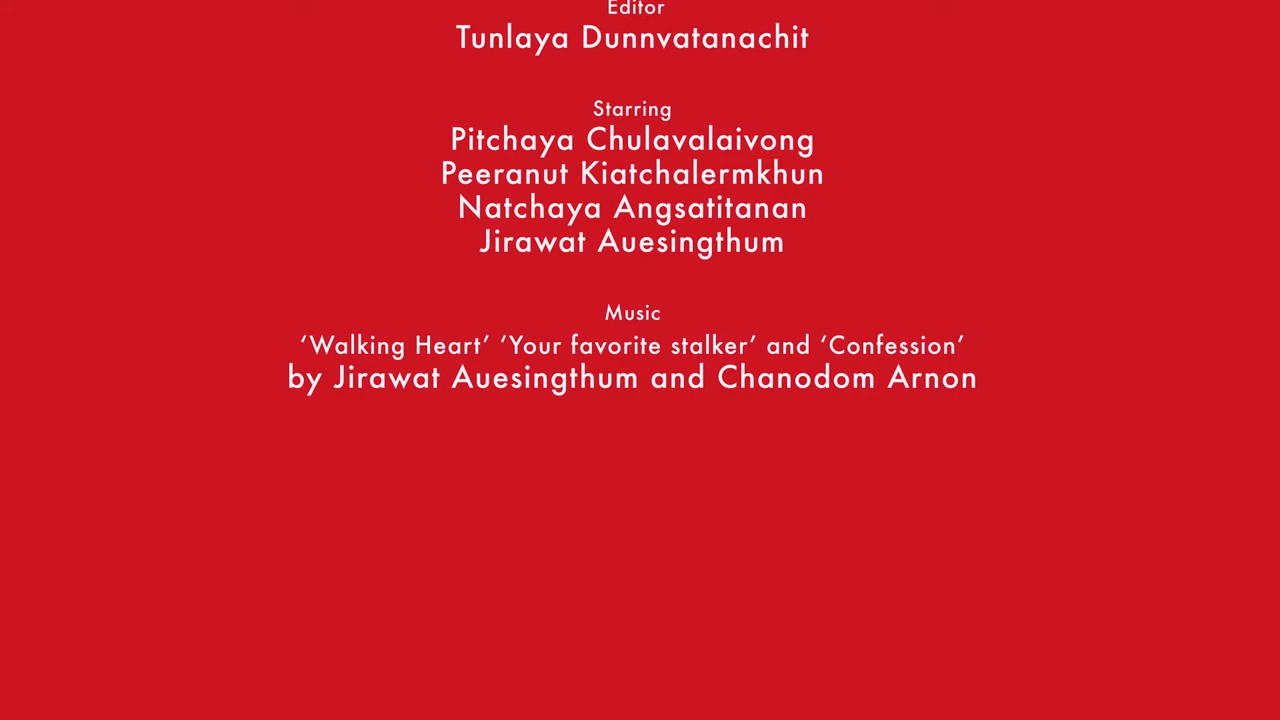 Editor
Tunlaya Dunnvatanachit
Starring
Pitchaya Chulavalaivong
Peeranut Kiatchalermkhun
Natchaya Angsatitanan
Jirawat Auesingthum
Music
‘Walking Heart’ ‘Your favorite stalker’ and ‘Confession’
by Jirawat Auesingthum and Chanodom Arnon